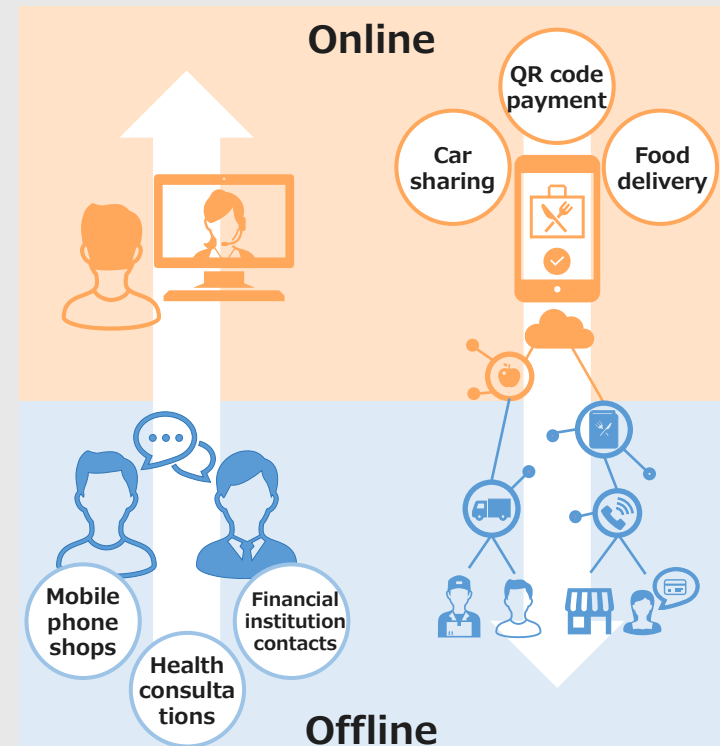 Online
QR code
payment
Car
sharing
Food
delivery
Mobile
phone
shops
Financial
institution
contacts
Health
consulta
tions
Offline